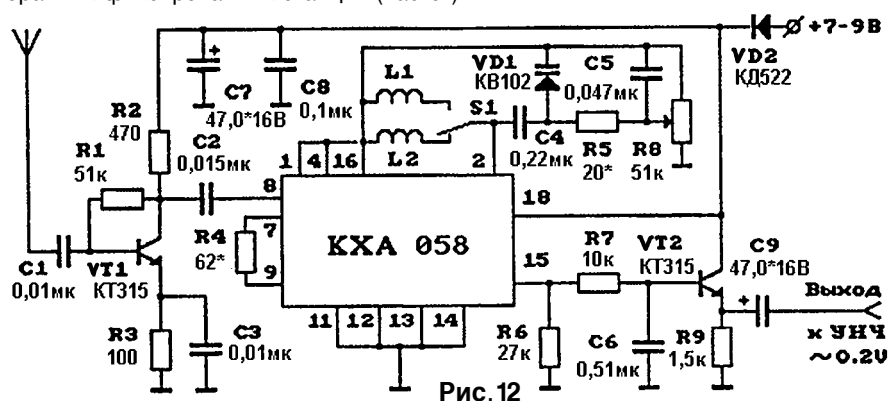 +7-9В
VD2
КД522
VD1
КВ102
C5
0,047мк
L1
S1
L2
C7
47,0*16В
C8
0,1мк
R2
470
C2
0,015мк
R1
51к
1
4
16
2
C4
0,22мк
R5
20*
R8
51к
8
7
9
R4
62*
КХА 058
18
15
C1
0,01мк
VT1
КТ315
R3
100
C3
0,01мк
11
12
13
14
R7
10к
VT2
КТ315
C9
47,0*16В
R6
27к
C6
0,51мк
R9
1,5к
Выход
к УНЧ
~0.2V
Рис.12